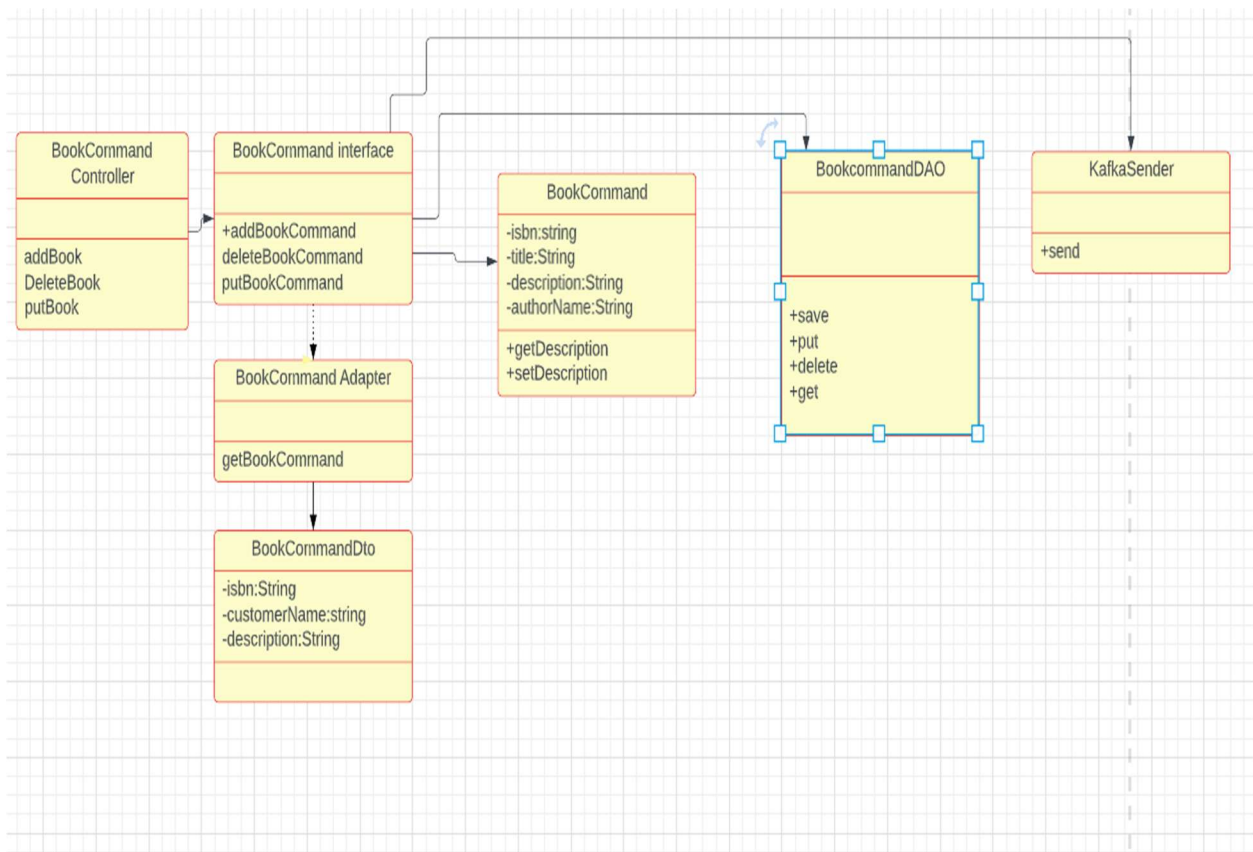 BookCommand
Controller
addBook
DeleteBook
putBook
BookCommand interface
+addBookCommand
deleteBookCommand
putBookCommand
BookCommand Adapter
getBookCommand
BookCommandDto
-isbn:String
-customerName:string
-description:String
BookCommand
-isbn:string
-title:String
-description:String
-authorName:String
+getDescription
+setDescription
BookcommandDAO
+save
+put
+delete
+get
KafkaSender
+send